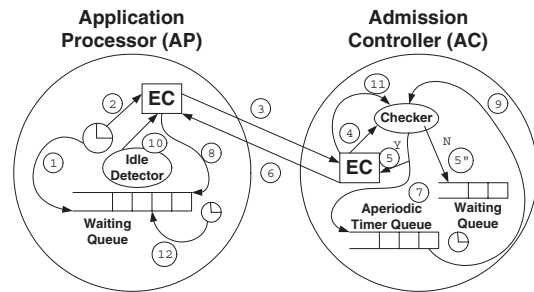 Application
Processor (AP)
Admission
Controller (AC)
EC
2
3
11
9
Checker
1
10
Idle
Detector
8
6
4
EC
5
Y
N
5"
7
Waiting
Queue
12
Aperiodic
Timer Queue
Waiting
Queue